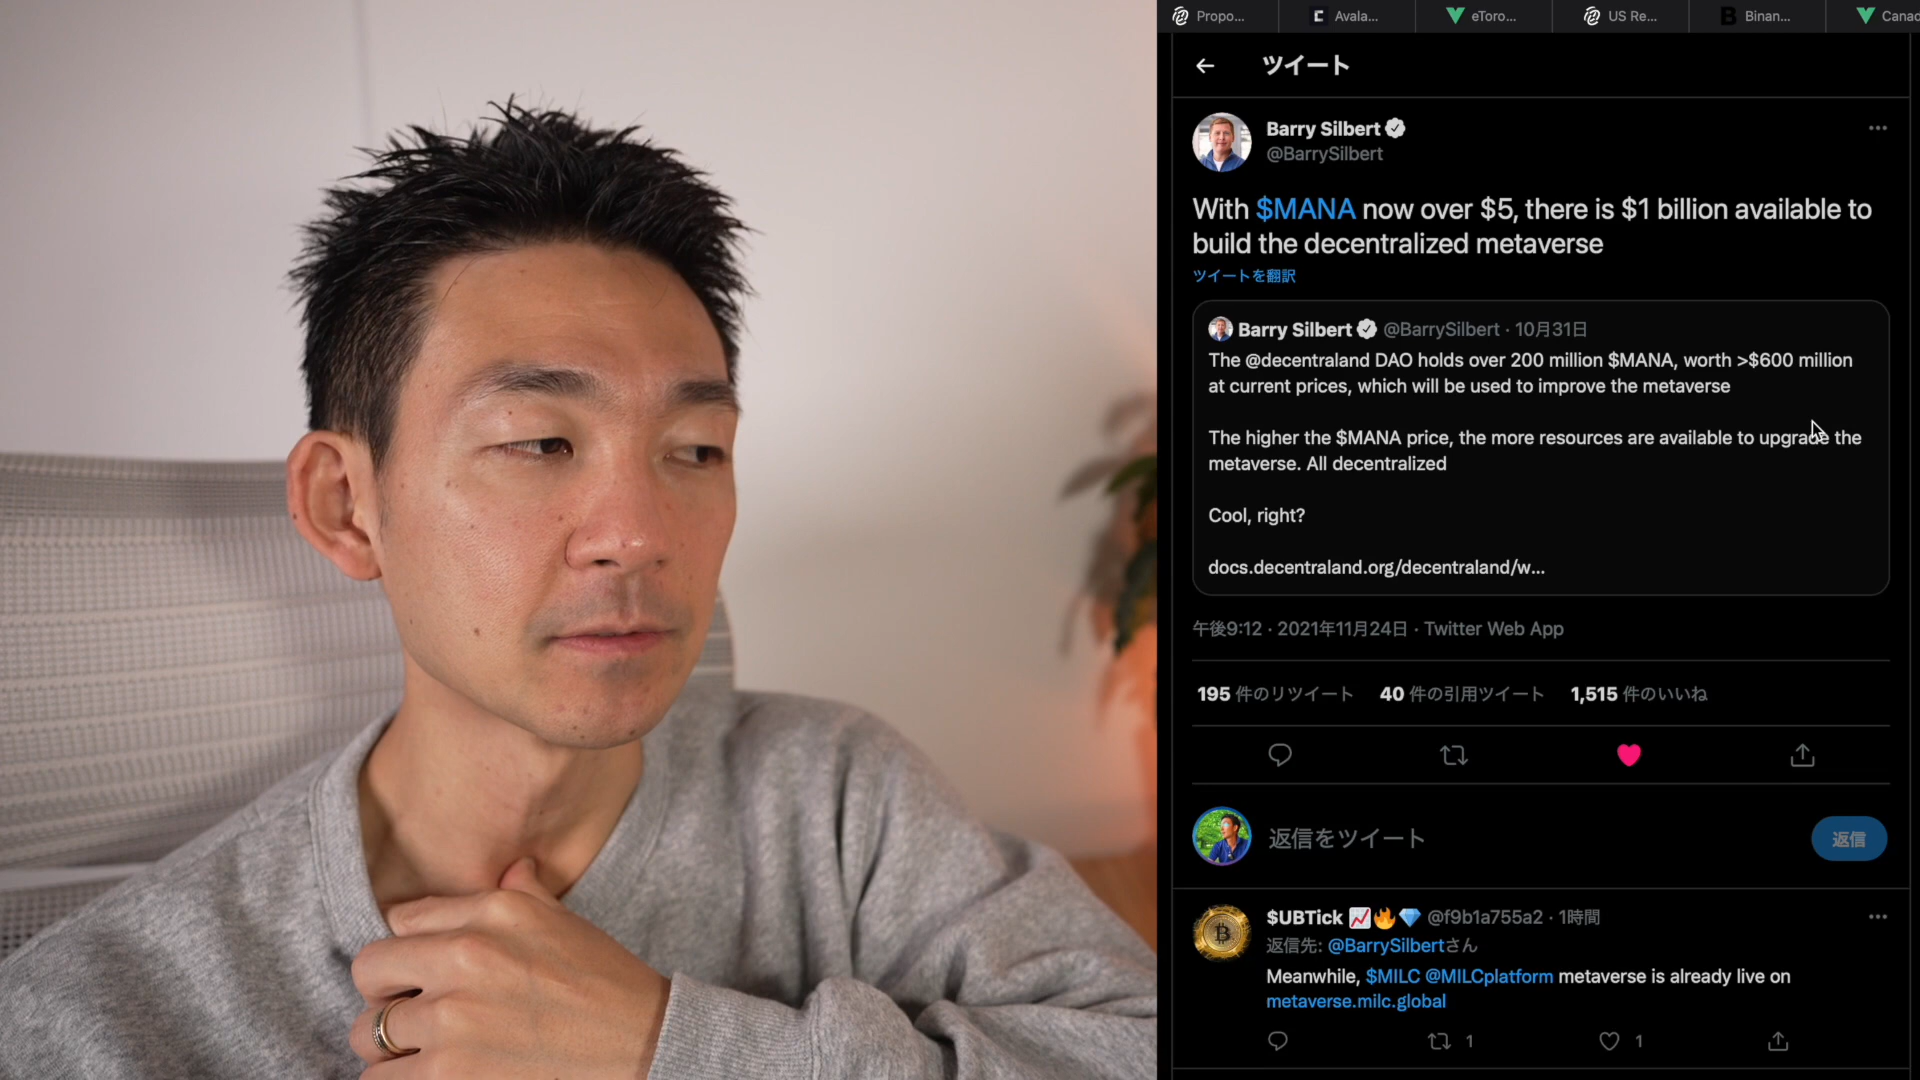 Propo...
Avala...
eToro...
US Re...
Binan...
Canad
ツイート
Barry Silbert
@BarrySilbert
With $MANA now over $5, there is $1 billion available to
build the decentralized metaverse
ツイートを翻訳
Barry Silbert @BarrySilbert · 10月31日
The @decentraland DAO holds over 200 million $MANA, worth >$600 million
at current prices, which will be used to improve the metaverse
The higher the $MANA price, the more resources are available to upgrade the
metaverse. All decentralized
Cool, right?
docs.decentraland.org/decentraland/w...
午後9:12 · 2021年11月24日 · Twitter Web App
195 件のリツイート 40 件の引用ツイート 1,515 件のいいね
返信をツイート
返信
$UBTick 📈🔥💎 @f9b1a755a2 · 1時間
返信先: @BarrySilbertさん
Meanwhile, $MILC @MILCplatform metaverse is already live on
metaverse.milc.global
1 1